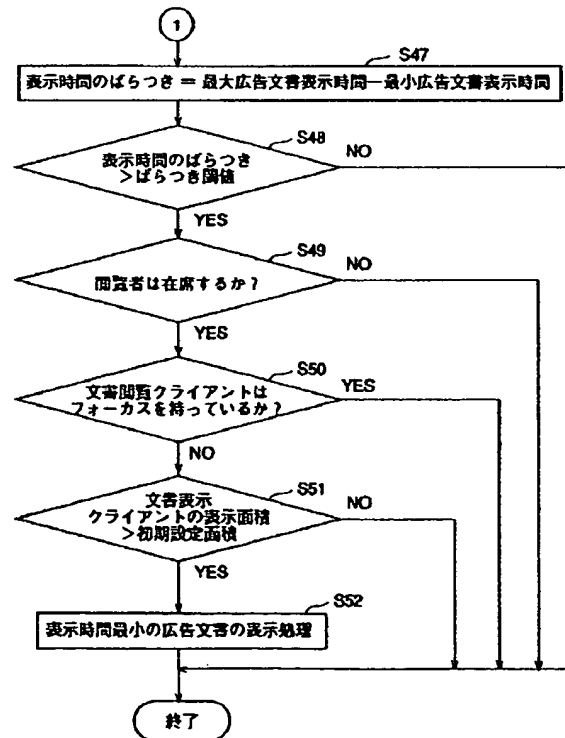 1
S47
表示時間のばらつき = 最大広告文書表示時間－最小広告文書表示時間
S48
表示時間のばらつき
＞ばらつき閾値
NO
YES
S49
閲覧者は在席するか？
NO
YES
S50
文書閲覧クライアントは
フォーカスを持っているか？
YES
NO
S51
文書表示
クライアントの表示面積
＞初期設定面積
NO
YES
S52
表示時間最小の広告文書の表示処理
終了